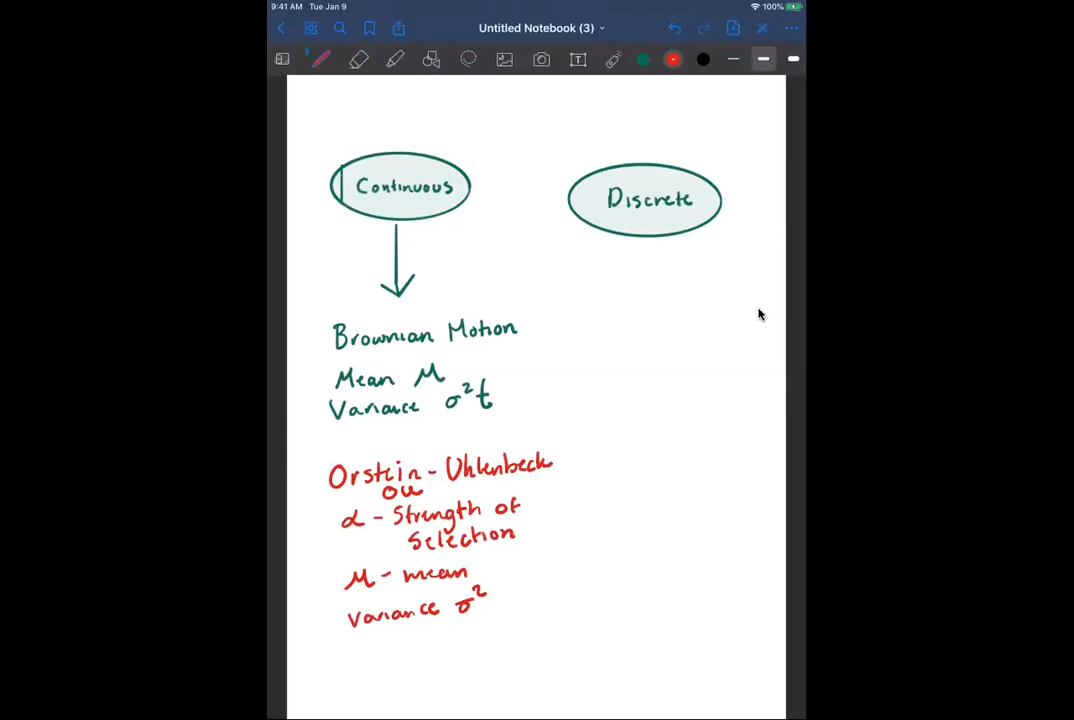 9:41 AM Tue Jan 9
100%
Untitled Notebook (3)
Continuous
Discrete
Brownian Motion
Mean μ
Variance σ²t
Orstein - Uhlenbeck
OU
α - Strength of
Selection
μ - mean
variance σ²